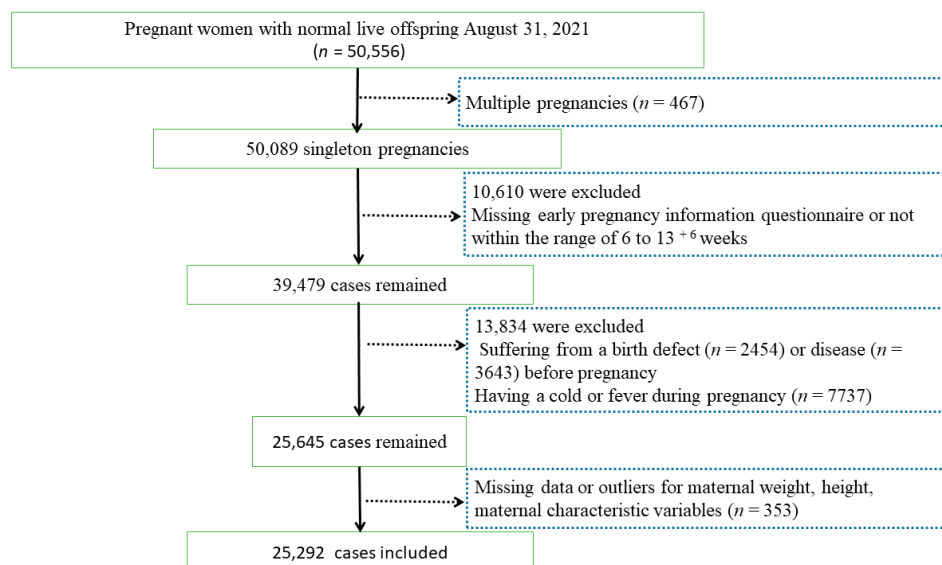 Pregnant women with normal live offspring August 31, 2021
(n = 50,556)
Multiple pregnancies (n = 467)
50,089 singleton pregnancies
10,610 were excluded
Missing early pregnancy information questionnaire or not
within the range of 6 to 13 +6 weeks
39,479 cases remained
13,834 were excluded
Suffering from a birth defect (n = 2454) or disease (n =
3643) before pregnancy
Having a cold or fever during pregnancy (n = 7737)
25,645 cases remained
Missing data or outliers for maternal weight, height,
maternal characteristic variables (n = 353)
25,292 cases included